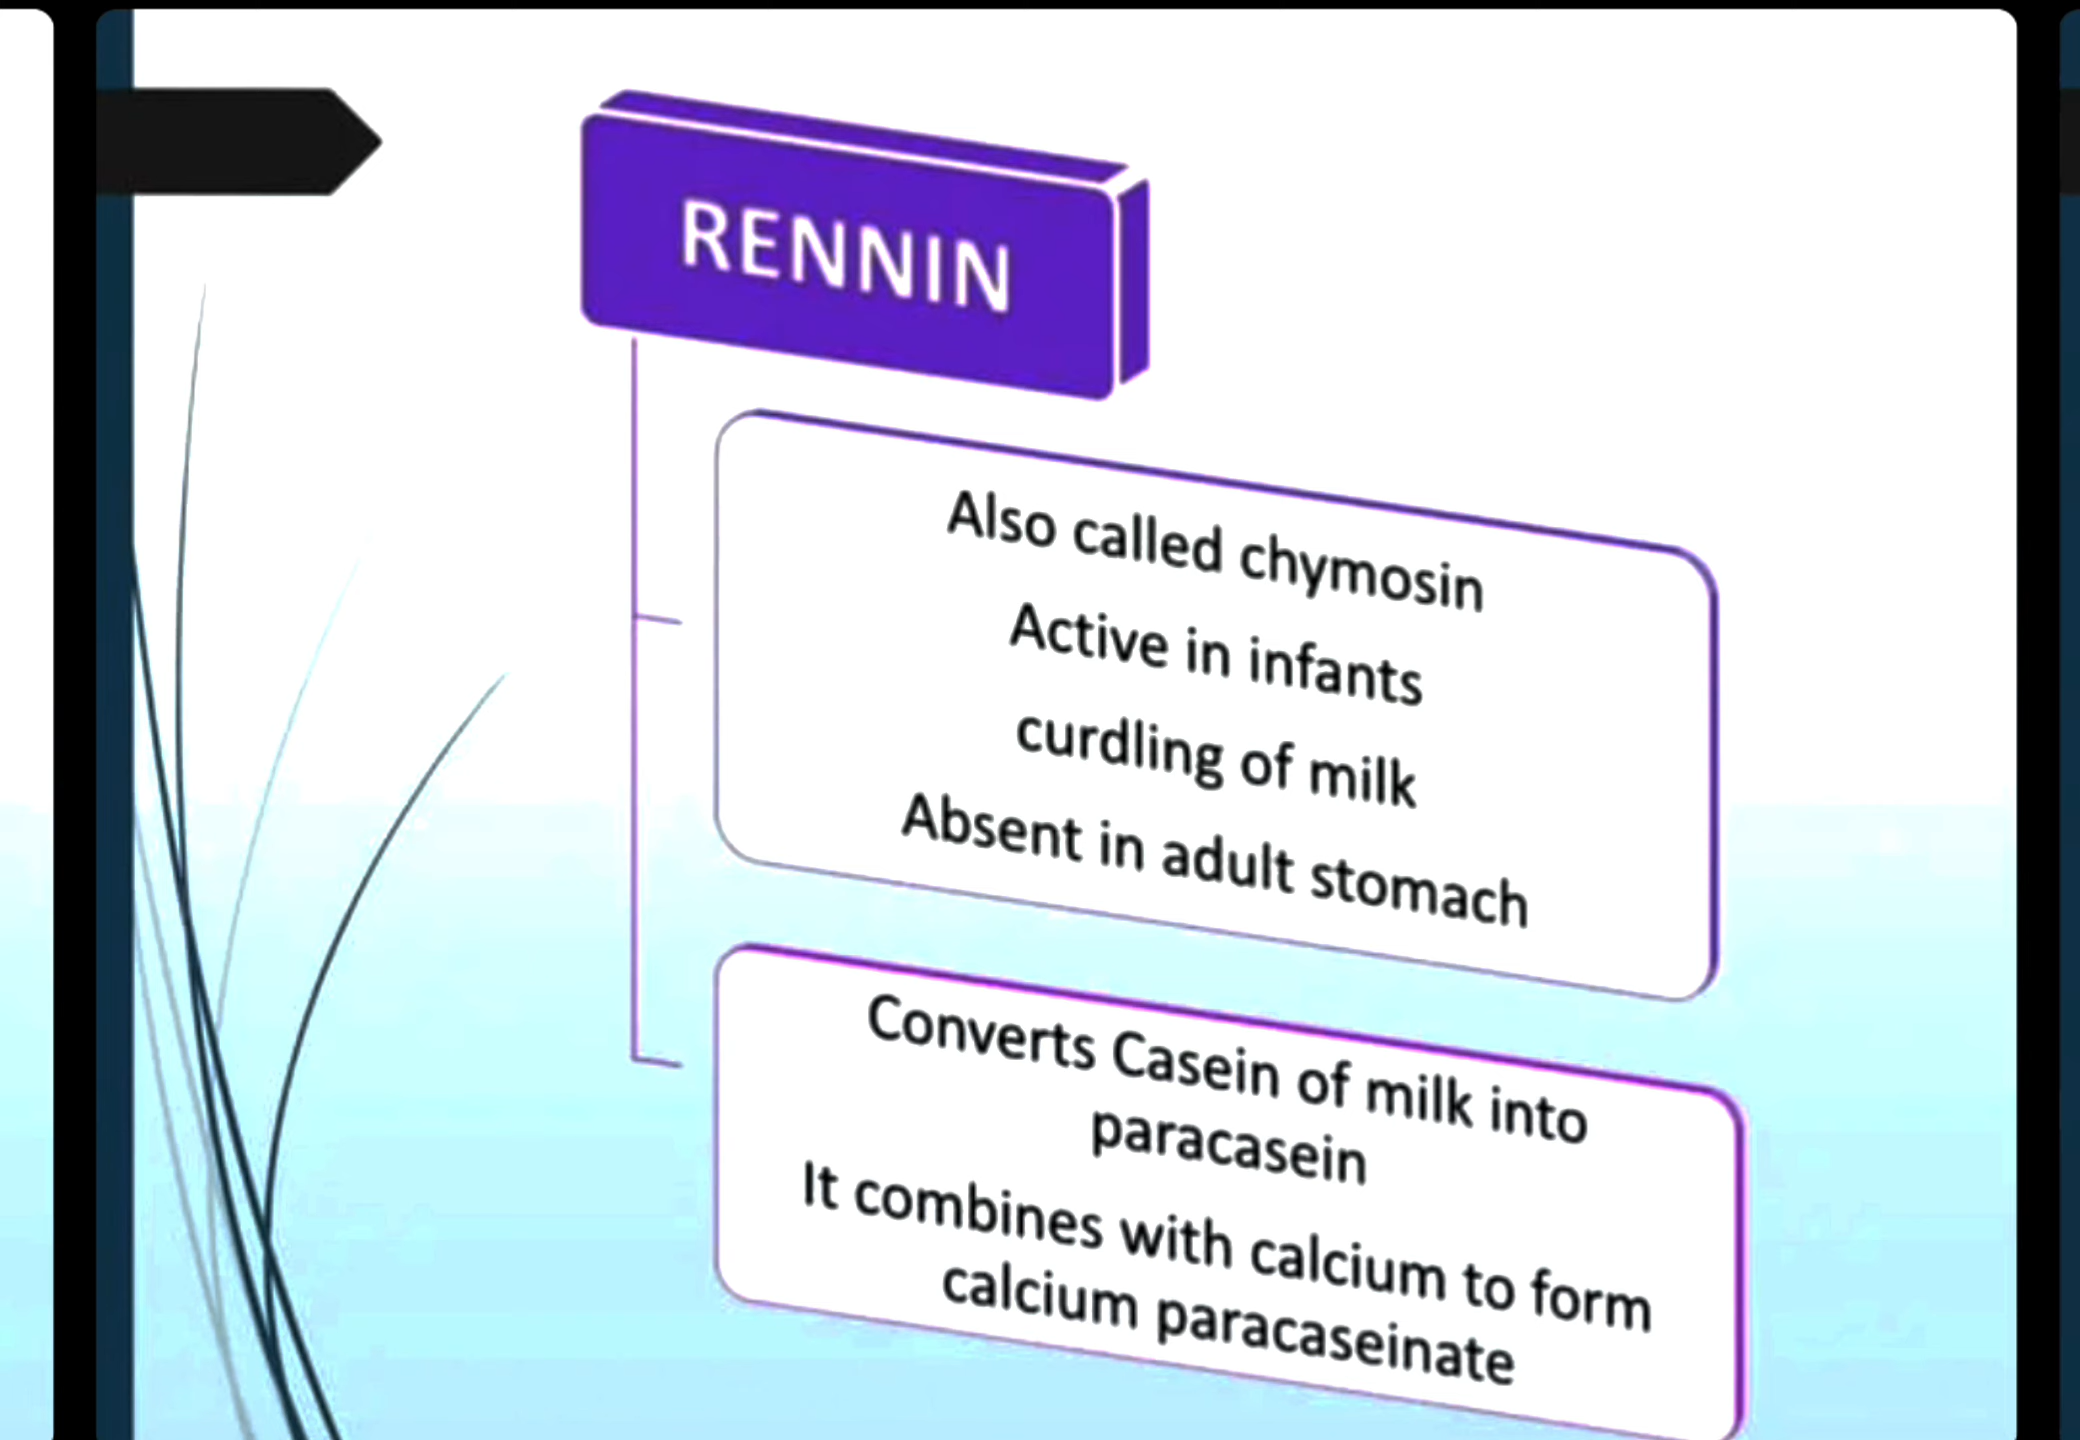 RENNIN
Also called chymosin
Active in infants
curdling of milk
Absent in adult stomach
Converts Casein of milk into
paracasein
It combines with calcium to form
calcium paracaseinate